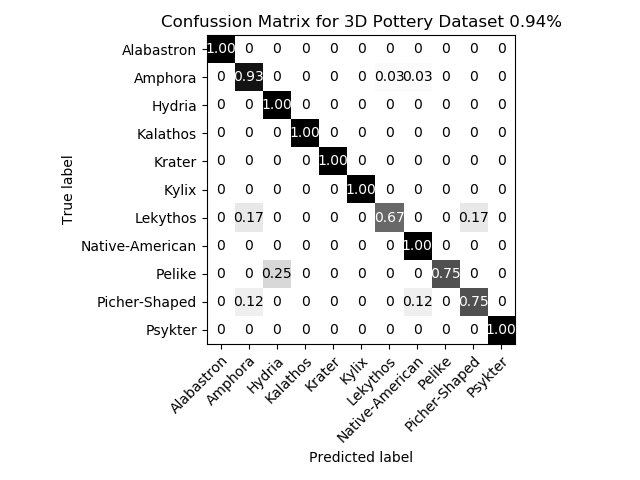 Confussion Matrix for 3D Pottery Dataset 0.94%
True label
Alabastron 1.00 0 0 0 0 0 0 0 0 0 0
Amphora 0 0.93 0 0 0 0 0.03 0.03 0 0 0
Hydria 0 0 1.00 0 0 0 0 0 0 0 0
Kalathos 0 0 0 1.00 0 0 0 0 0 0 0
Krater 0 0 0 0 1.00 0 0 0 0 0 0
Kylix 0 0 0 0 0 1.00 0 0 0 0 0
Lekythos 0 0.17 0 0 0 0 0.67 0 0 0.17 0
Native-American 0 0 0 0 0 0 0 1.00 0 0 0
Pelike 0 0 0.25 0 0 0 0 0 0.75 0 0
Picher-Shaped 0 0.12 0 0 0 0 0 0.12 0 0.75 0
Psykter 0 0 0 0 0 0 0 0 0 0 1.00
Alabastron Amphora Hydria Kalathos Krater Kylix Lekythos Native-American Pelike Picher-Shaped Psykter
Predicted label